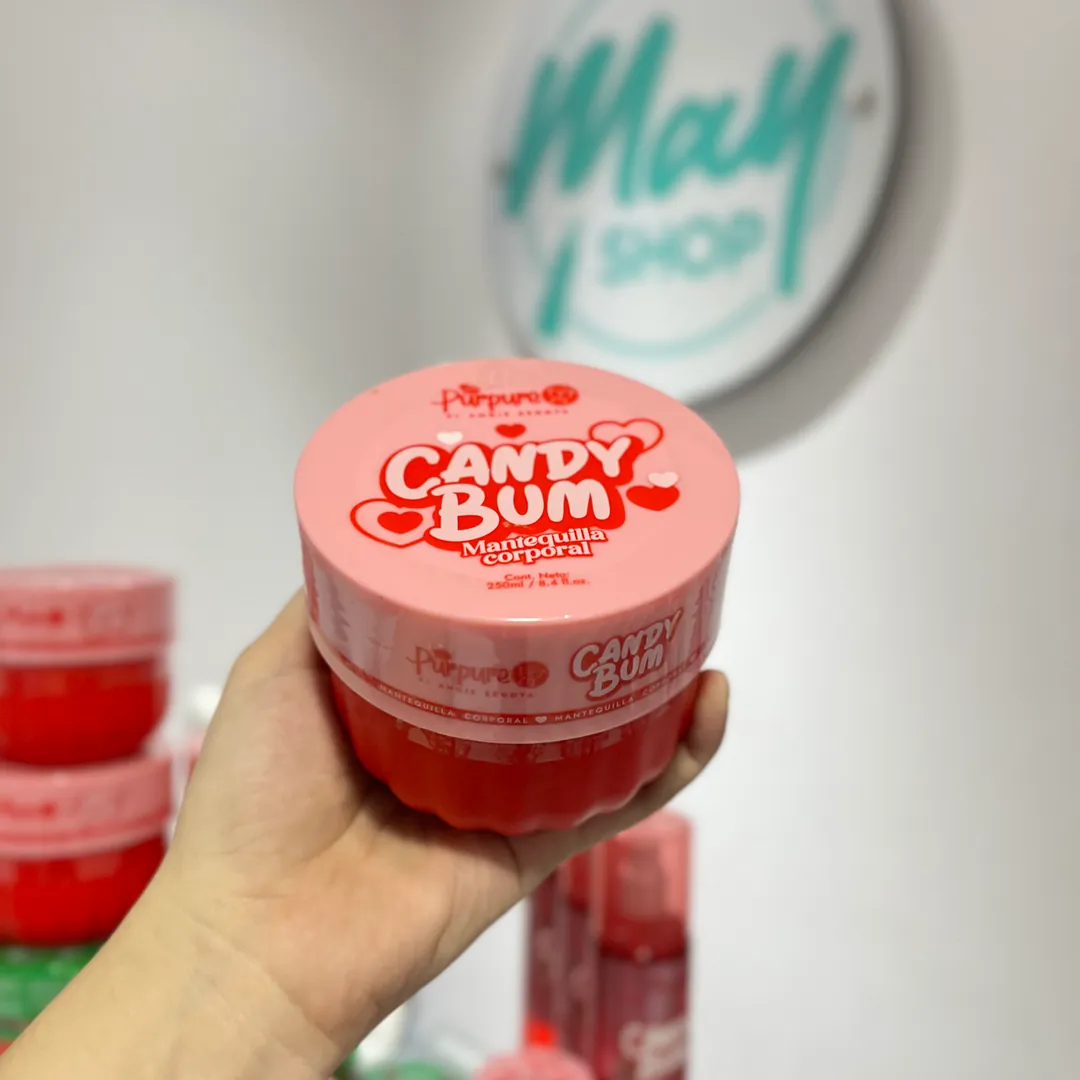 May
SHOP
Purpure
CANDY
BUM
Mantequilla
corporal
Cont. Neto:
250ml / 8.4 fl.oz.
Purpure
CANDY
BUM
MANTEQUILLA CORPORAL MANTEQUILLA